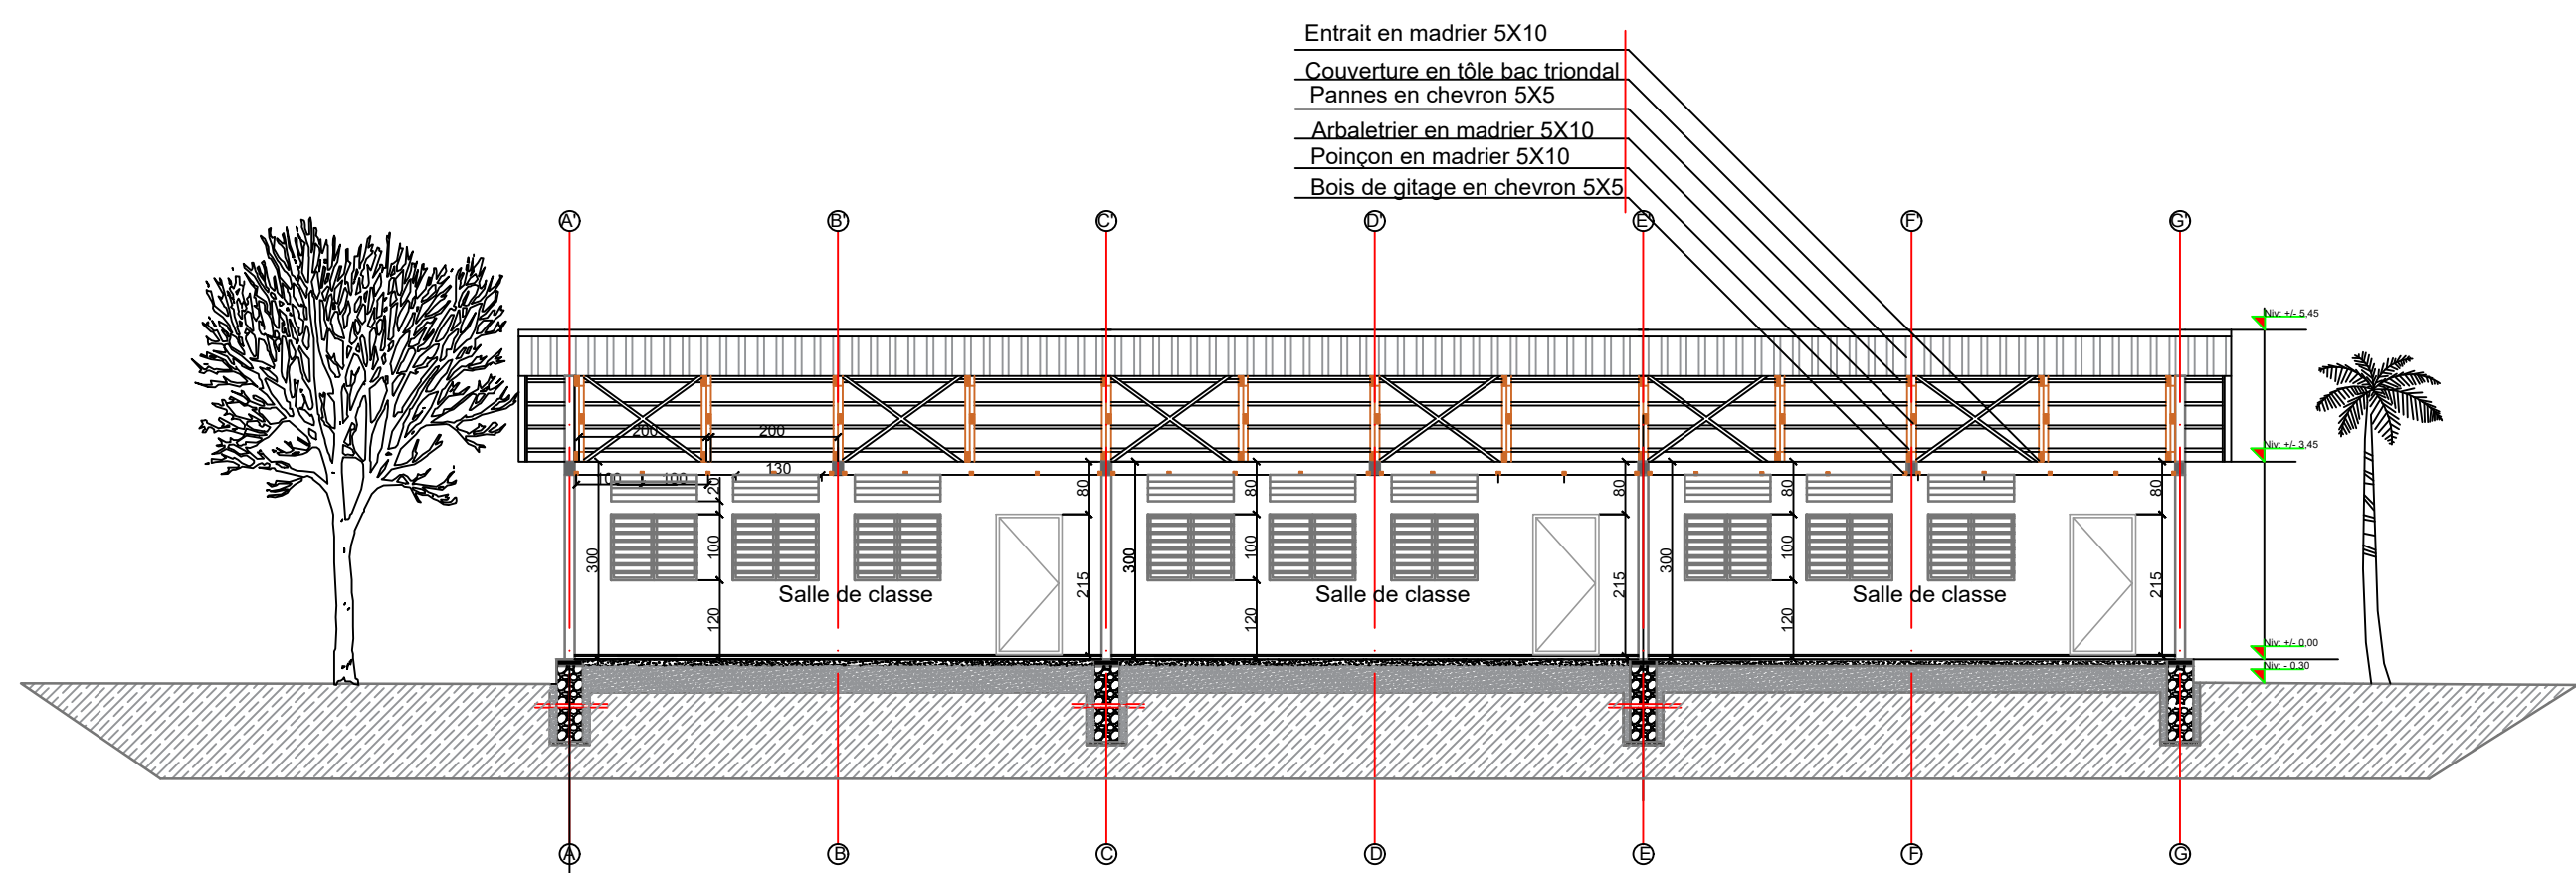 Entrait en madrier 5X10
Couverture en tôle bac triondal
Pannes en chevron 5X5
Arbaletrier en madrier 5X10
Poinçon en madrier 5X10
Bois de gitage en chevron 5X5
A' B' C' D' E' F' G'
Niv: +/- 5.45
200 200
Niv: +/- 3.45
100 100 130
25 80 80 80 80 80
300 100 300 100 300 100
215 215 215
Salle de classe Salle de classe Salle de classe
120 120 120
Niv: +/- 0.00
Niv: - 0.30
A B C D E F G